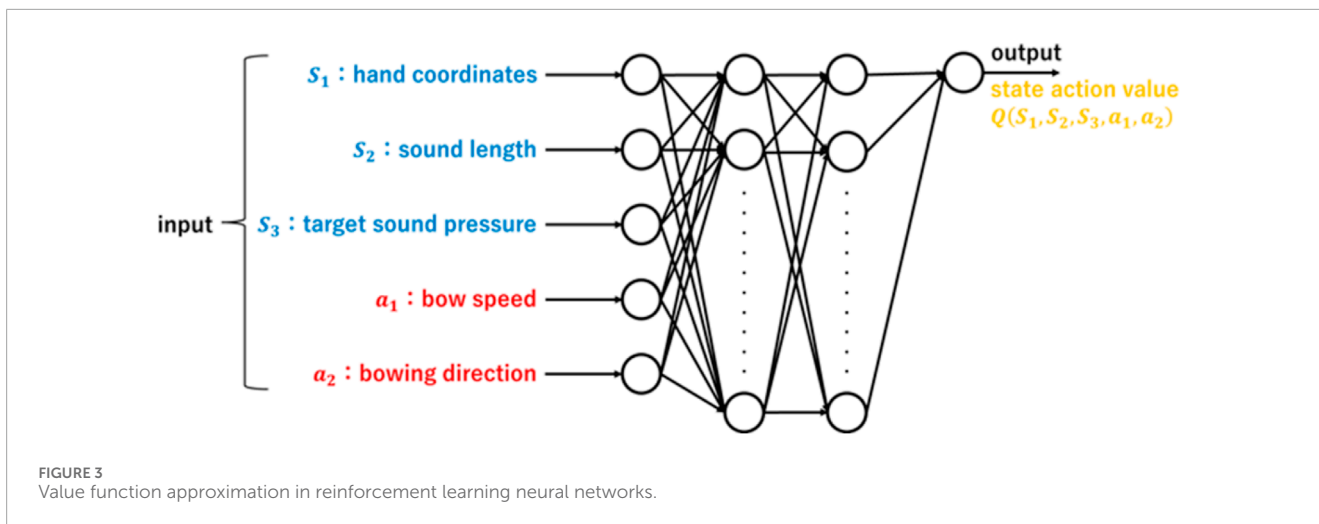 S₁ : hand coordinates
S₂ : sound length
input
S₃ : target sound pressure
a₁ : bow speed
a₂ : bowing direction
output
state action value
Q(S₁,S₂,S₃,a₁,a₂)
FIGURE 3
Value function approximation in reinforcement learning neural networks.